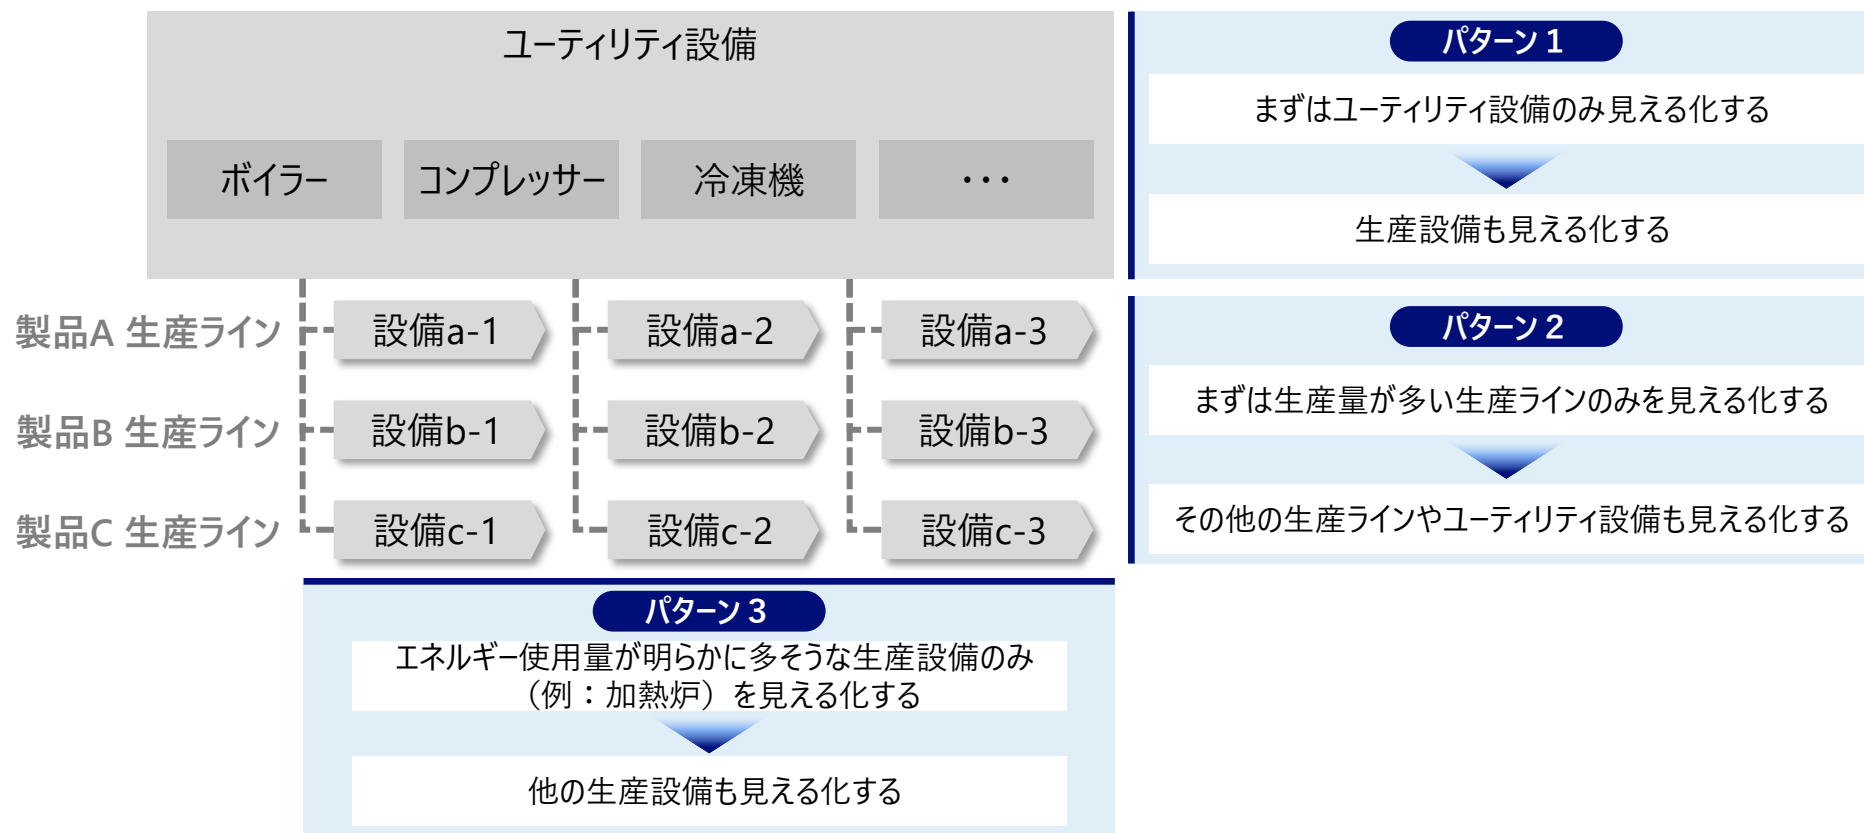 ユーティリティ設備
ボイラー
コンプレッサー
冷凍機
・・・
製品A 生産ライン
設備a-1
設備a-2
設備a-3
製品B 生産ライン
設備b-1
設備b-2
設備b-3
製品C 生産ライン
設備c-1
設備c-2
設備c-3
パターン 1
まずはユーティリティ設備のみ見える化する
生産設備も見える化する
パターン 2
まずは生産量が多い生産ラインのみを見える化する
その他の生産ラインやユーティリティ設備も見える化する
パターン 3
エネルギー使用量が明らかに多そうな生産設備のみ
（例：加熱炉）を見える化する
他の生産設備も見える化する